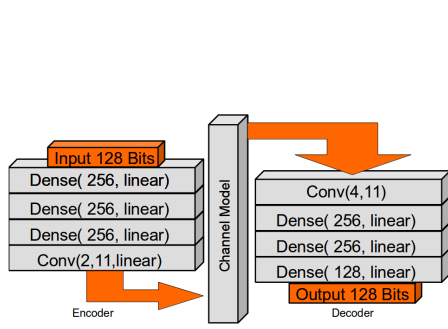 Input 128 Bits
Dense( 256, linear)
Dense( 256, linear)
Dense( 256, linear)
Conv(2,11,linear)
Encoder
Channel Model
Conv(4,11)
Dense( 256, linear)
Dense( 256, linear)
Dense( 128, linear)
Output 128 Bits
Decoder